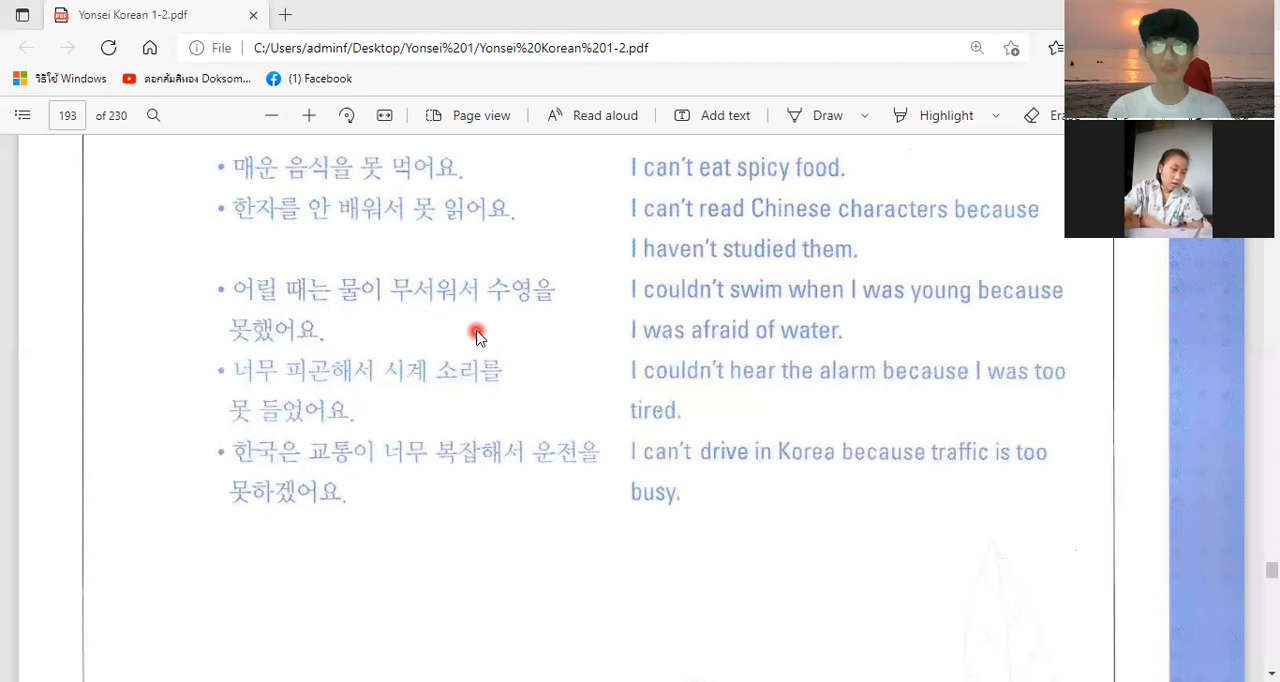 Yonsei Korean 1-2.pdf
File C:/Users/adminf/Desktop/Yonsei%201/Yonsei%20Korean%201-2.pdf
วิธีใช้ Windows ดอกส้มสีทอง Doksom... (1) Facebook
193 of 230 Page view Read aloud Add text Draw Highlight
• 매운 음식을 못 먹어요. I can't eat spicy food.
• 한자를 안 배워서 못 읽어요. I can't read Chinese characters because
I haven't studied them.
• 어릴 때는 물이 무서워서 수영을 I couldn't swim when I was young because
못했어요. I was afraid of water.
• 너무 피곤해서 시계 소리를 I couldn't hear the alarm because I was too
못 들었어요. tired.
• 한국은 교통이 너무 복잡해서 운전을 I can't drive in Korea because traffic is too
못하겠어요. busy.